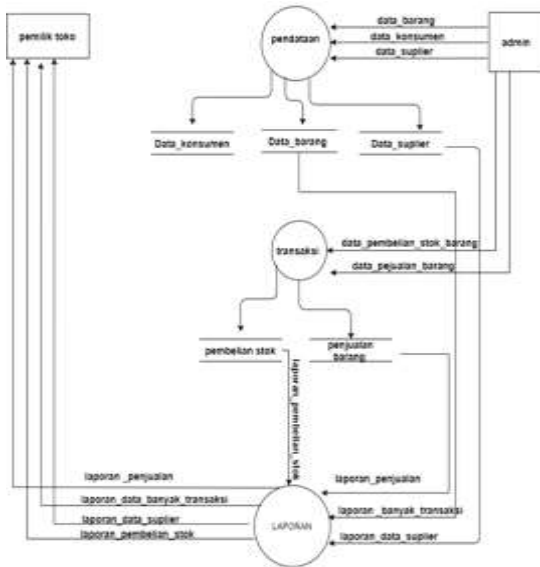 pemilik toko
pendataan
data_barang
data_konsumen
data_suplier
admin
Data_konsumen
Data_barang
Data_suplier
transaksi
data_pembelian_stok_barang
data_pejualan_barang
pembelian stok
penjualan
barang
laporan_pembelian_stok
laporan _penjualan
laporan_data_banyak_transaksi
laporan_data_suplier
laporan_pembelian_stok
LAPORAN
laporan_penjualan
laporan _banyak_transaksi
laporan_data_suplier